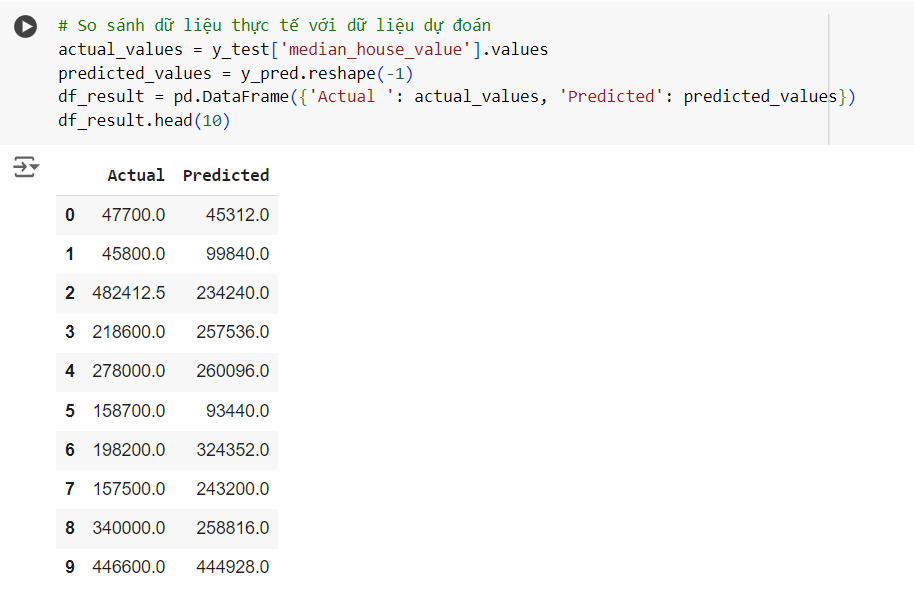 # So sánh dữ liệu thực tế với dữ liệu dự đoán
actual_values = y_test['median_house_value'].values
predicted_values = y_pred.reshape(-1)
df_result = pd.DataFrame({'Actual ': actual_values, 'Predicted': predicted_values})
df_result.head(10)
Actual Predicted
0 47700.0 45312.0
1 45800.0 99840.0
2 482412.5 234240.0
3 218600.0 257536.0
4 278000.0 260096.0
5 158700.0 93440.0
6 198200.0 324352.0
7 157500.0 243200.0
8 340000.0 258816.0
9 446600.0 444928.0